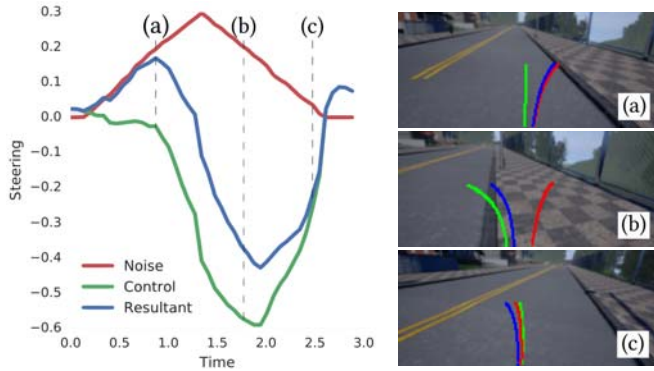 (a)
(b)
(c)
0.3
0.2
0.1
0.0
−0.1
−0.2
−0.3
−0.4
−0.5
−0.6
Steering
Noise
Control
Resultant
0.0 0.5 1.0 1.5 2.0 2.5 3.0
Time
(a)
(b)
(c)